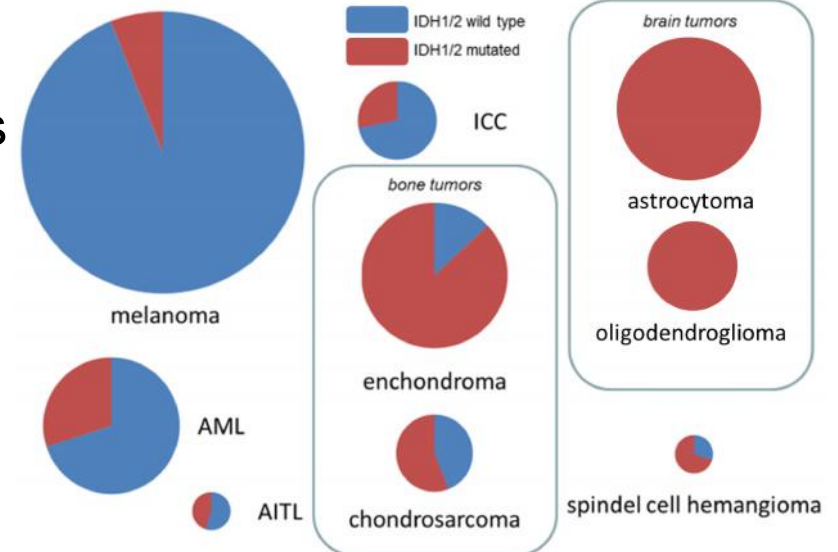 s
IDH1/2 wild type
IDH1/2 mutated
ICC
melanoma
AML
AITL
bone tumors
enchondroma
chondrosarcoma
brain tumors
astrocytoma
oligodendroglioma
spindel cell hemangioma